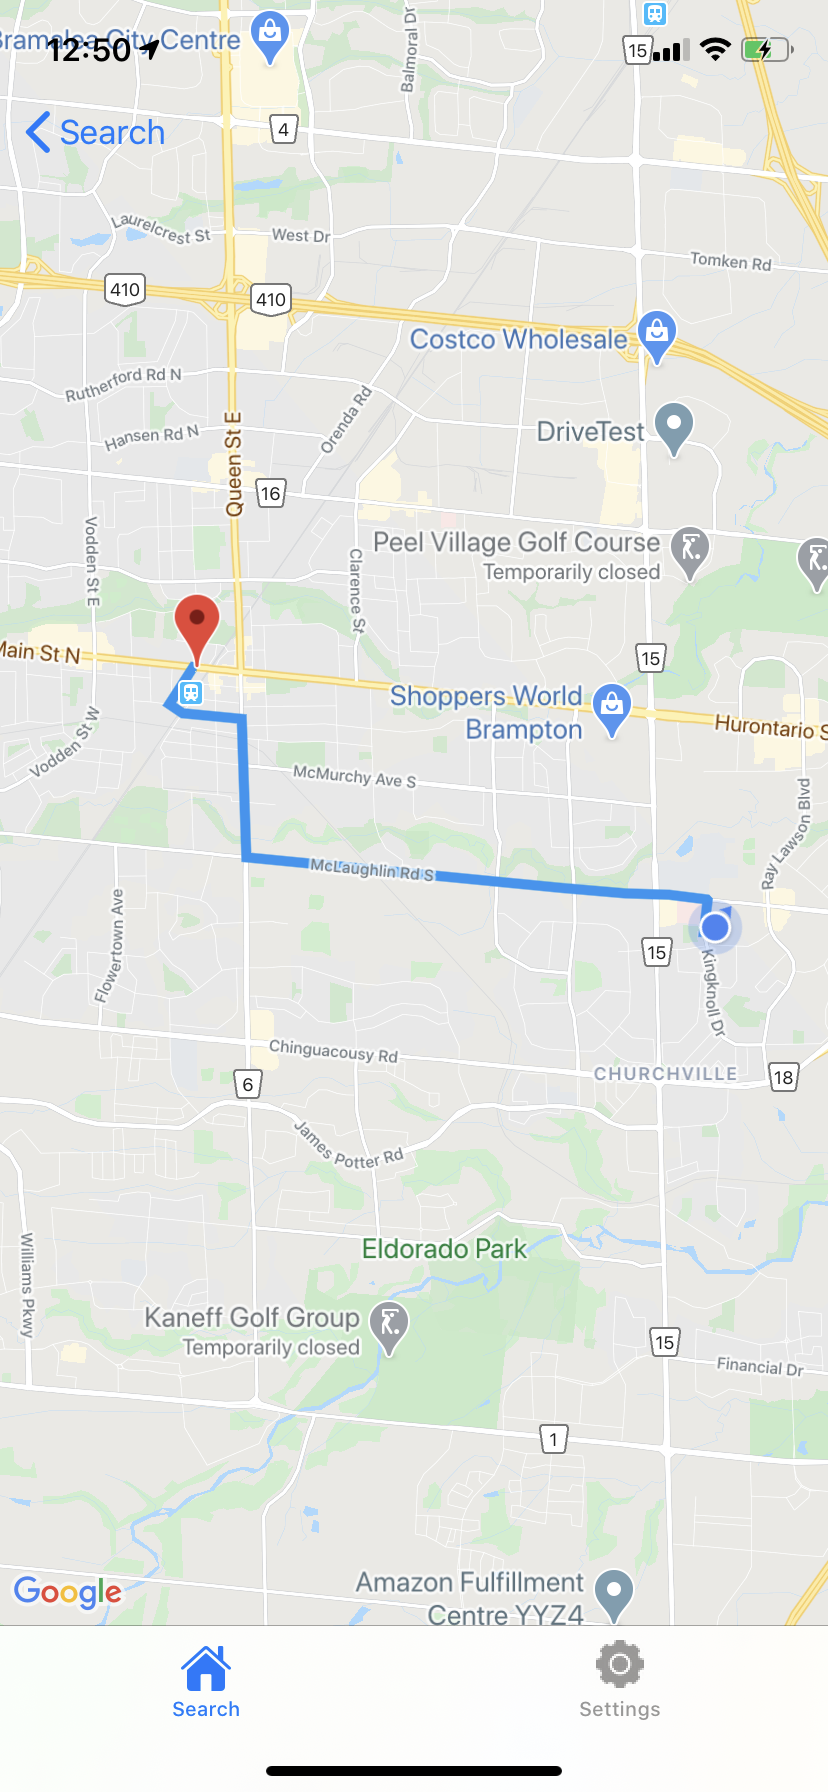 Bramalea City Centre
12:50
15
Balmoral Dr
Search
4
Laurelcrest St
West Dr
Tomken Rd
410
410
Costco Wholesale
Rutherford Rd N
Orenda Rd
DriveTest
Hansen Rd N
Queen St E
16
Vodden St E
Clarence St
Peel Village Golf Course
Temporarily closed
Main St N
15
Shoppers World
Brampton
Hurontario S
Vodden St W
McMurchy Ave S
Ray Lawson Blvd
McLaughlin Rd S
Flowertown Ave
15
Kingknoll Dr
Chinguacousy Rd
CHURCHVILLE
18
6
James Potter Rd
Williams Pkwy
Eldorado Park
Kaneff Golf Group
Temporarily closed
15
Financial Dr
1
Google
Amazon Fulfillment
Centre YYZ4
Search
Settings